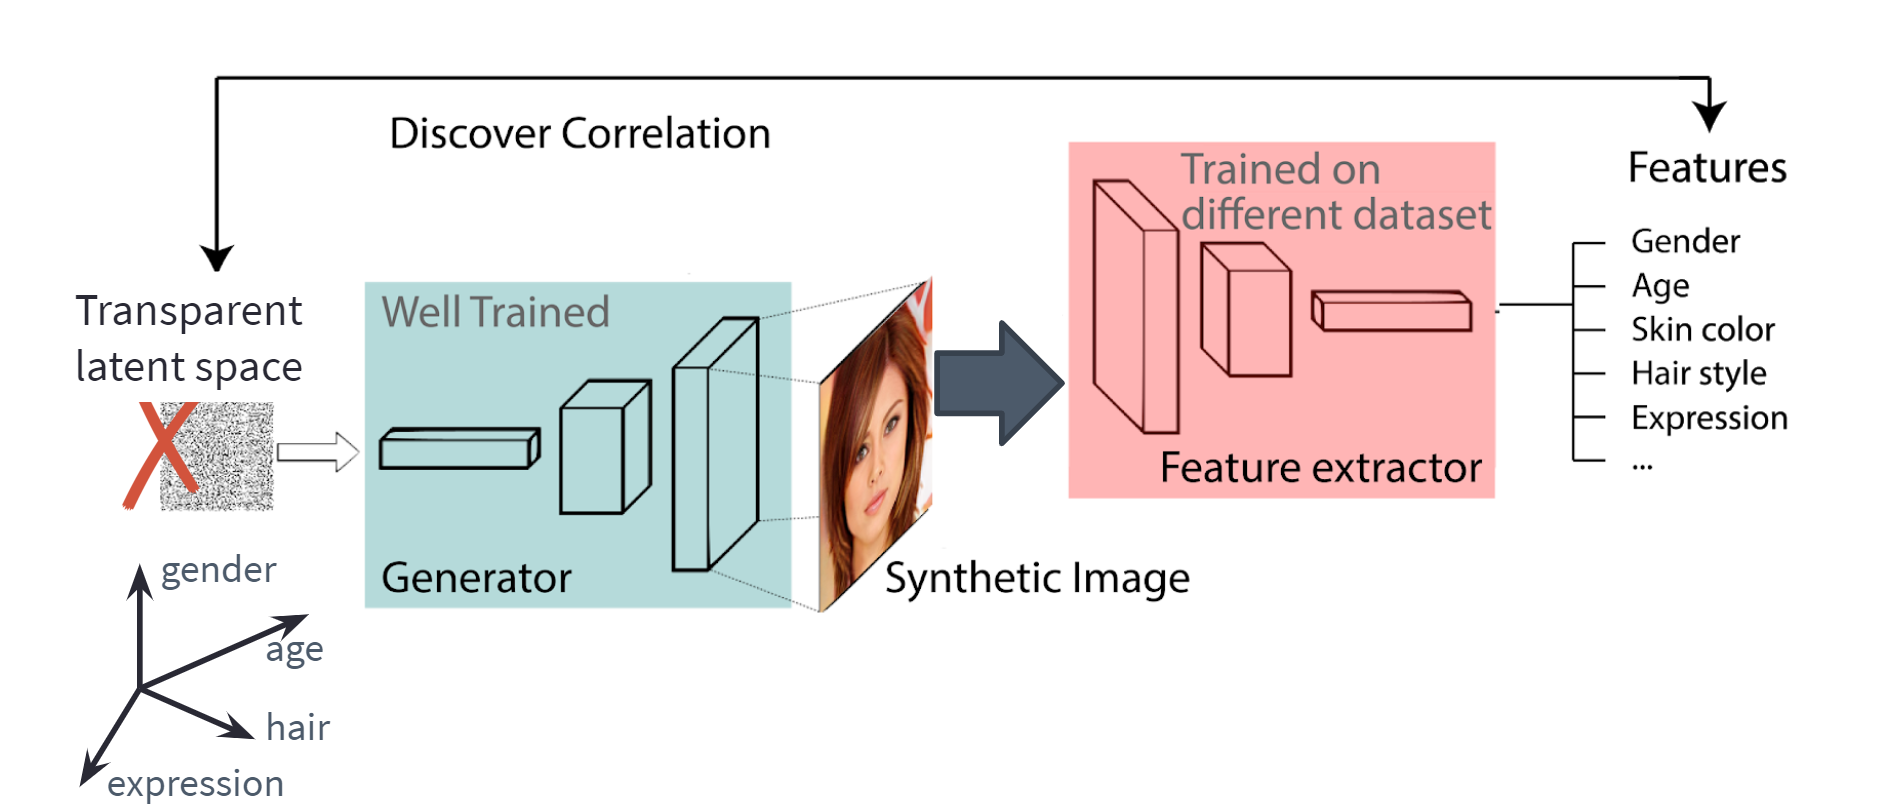 Discover Correlation
Transparent
latent space
gender
age
hair
expression
Well Trained
Generator
Synthetic Image
Trained on
different dataset
Feature extractor
Features
Gender
Age
Skin color
Hair style
Expression
...